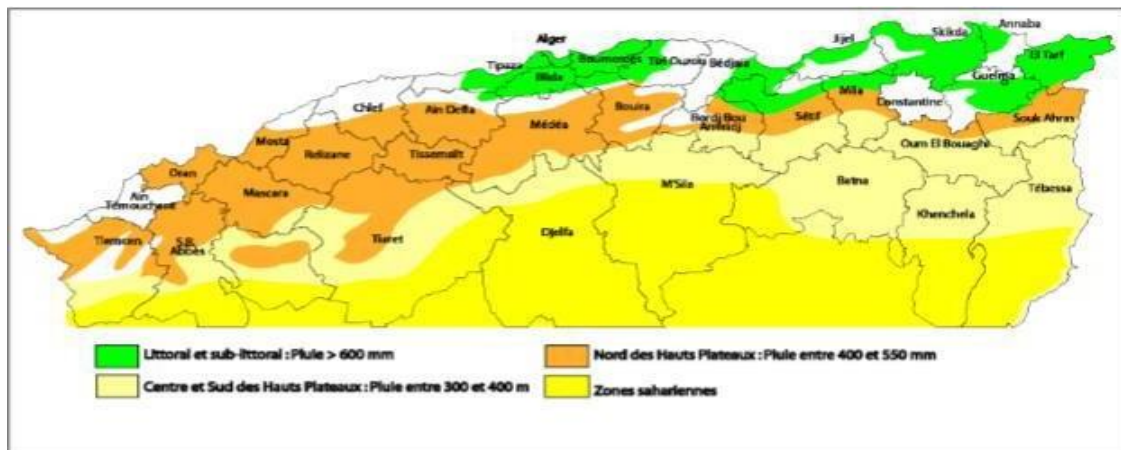 Annaba
Skikda
Jijel
Alger
El Tarf
Boumerdès
Tizi Ouzou
Tipaza
Bédjaia
Guelma
Blida
Mila
Constantine
Chlef
Ain Defla
Bouira
Bordj Bou
Arréridj
Sétif
Souk Ahras
Médéa
Mosta
Relizane
Tissemsilt
Oum El Bouaghi
Oran
Mascara
M'Sila
Batna
Tébessa
Ain
Témouchent
Khenchela
Tlemcen
S.B.
Abbès
Tiaret
Djelfa
Littoral et sub-littoral : Pluie > 600 mm
Nord des Hauts Plateaux : Pluie entre 400 et 550 mm
Centre et Sud des Hauts Plateaux : Pluie entre 300 et 400 m
Zones sahariennes